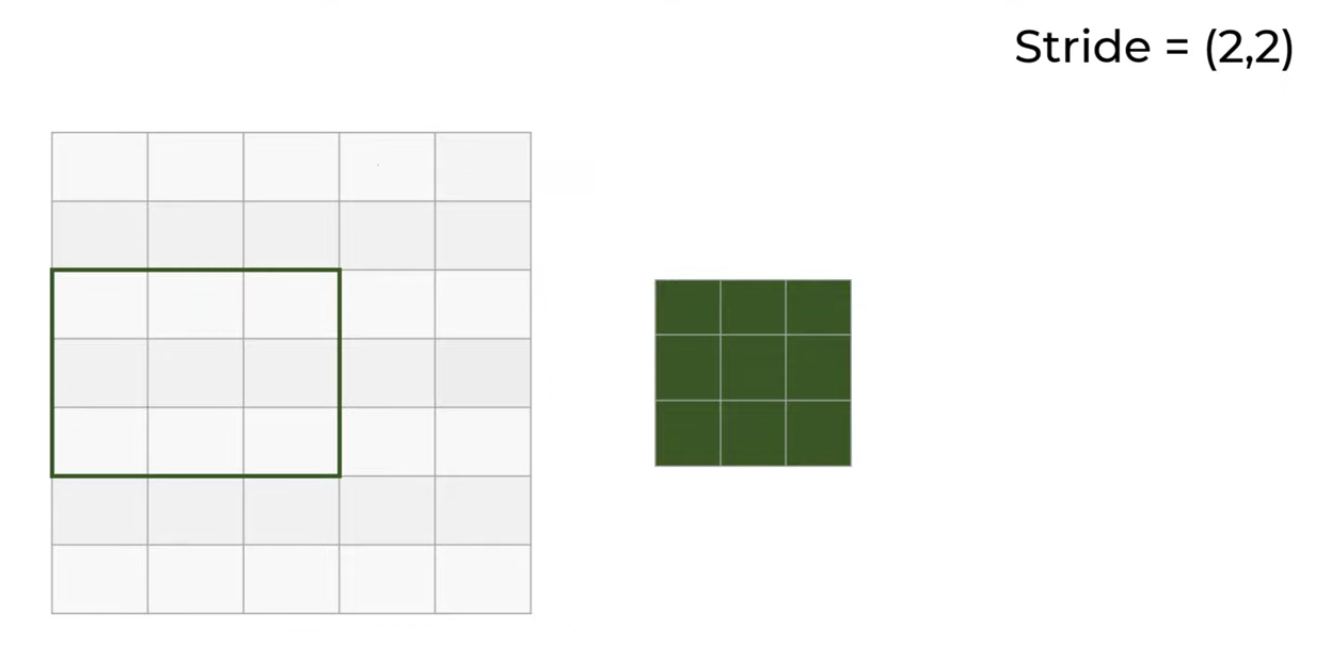 Stride = (2,2)